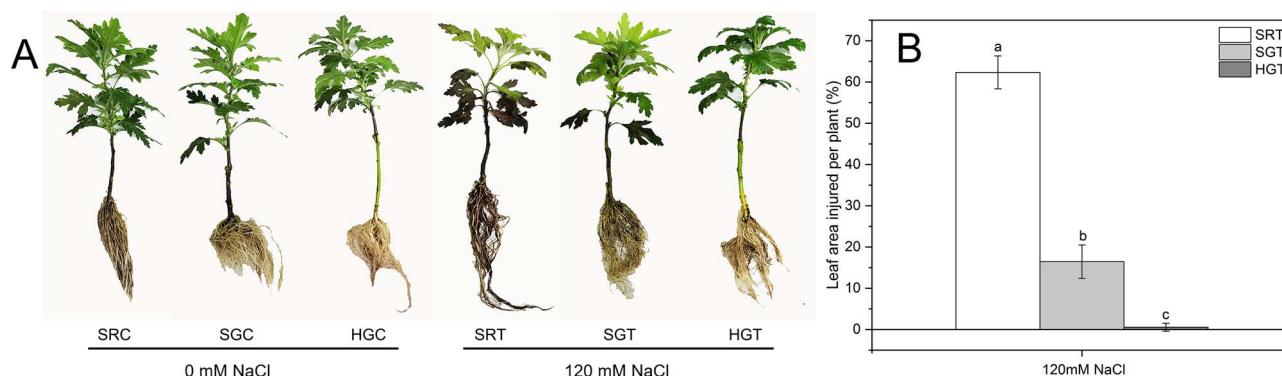 A
SRC SGC HGC SRT SGT HGT
0 mM NaCl 120 mM NaCl
B
SRT
SGT
HGT
Leaf area injured per plant (%)
70
60
50
40
30
20
10
0
a
b
c
120mM NaCl